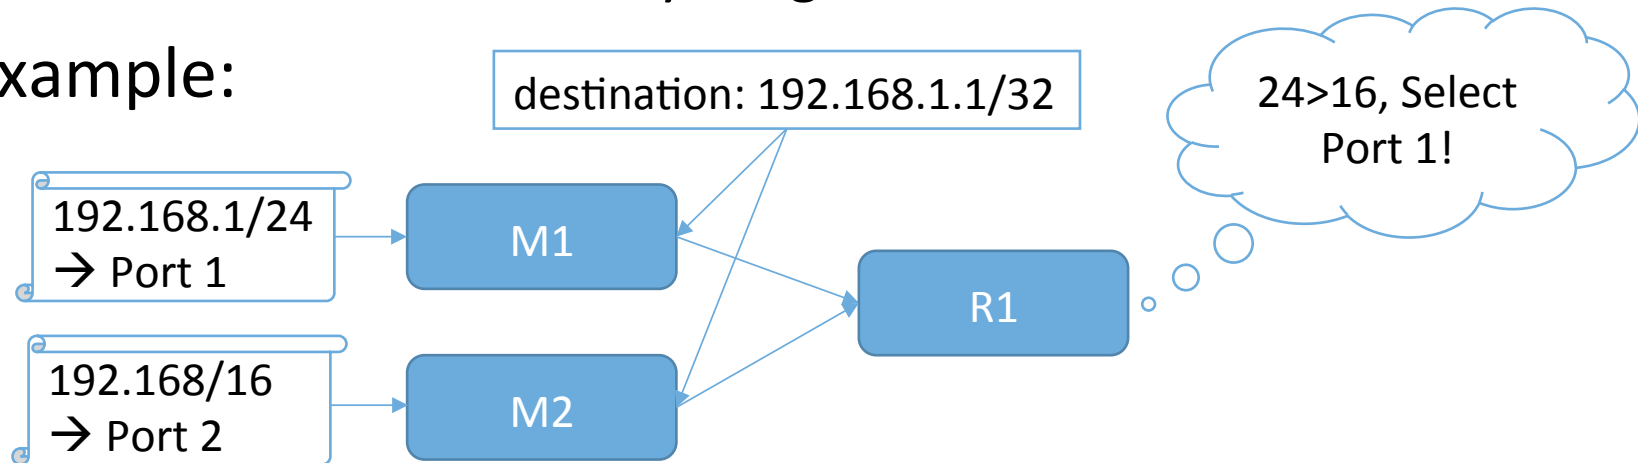 xample:
destination: 192.168.1.1/32
24>16, Select
Port 1!
192.168.1/24
→ Port 1
M1
R1
192.168/16
→ Port 2
M2